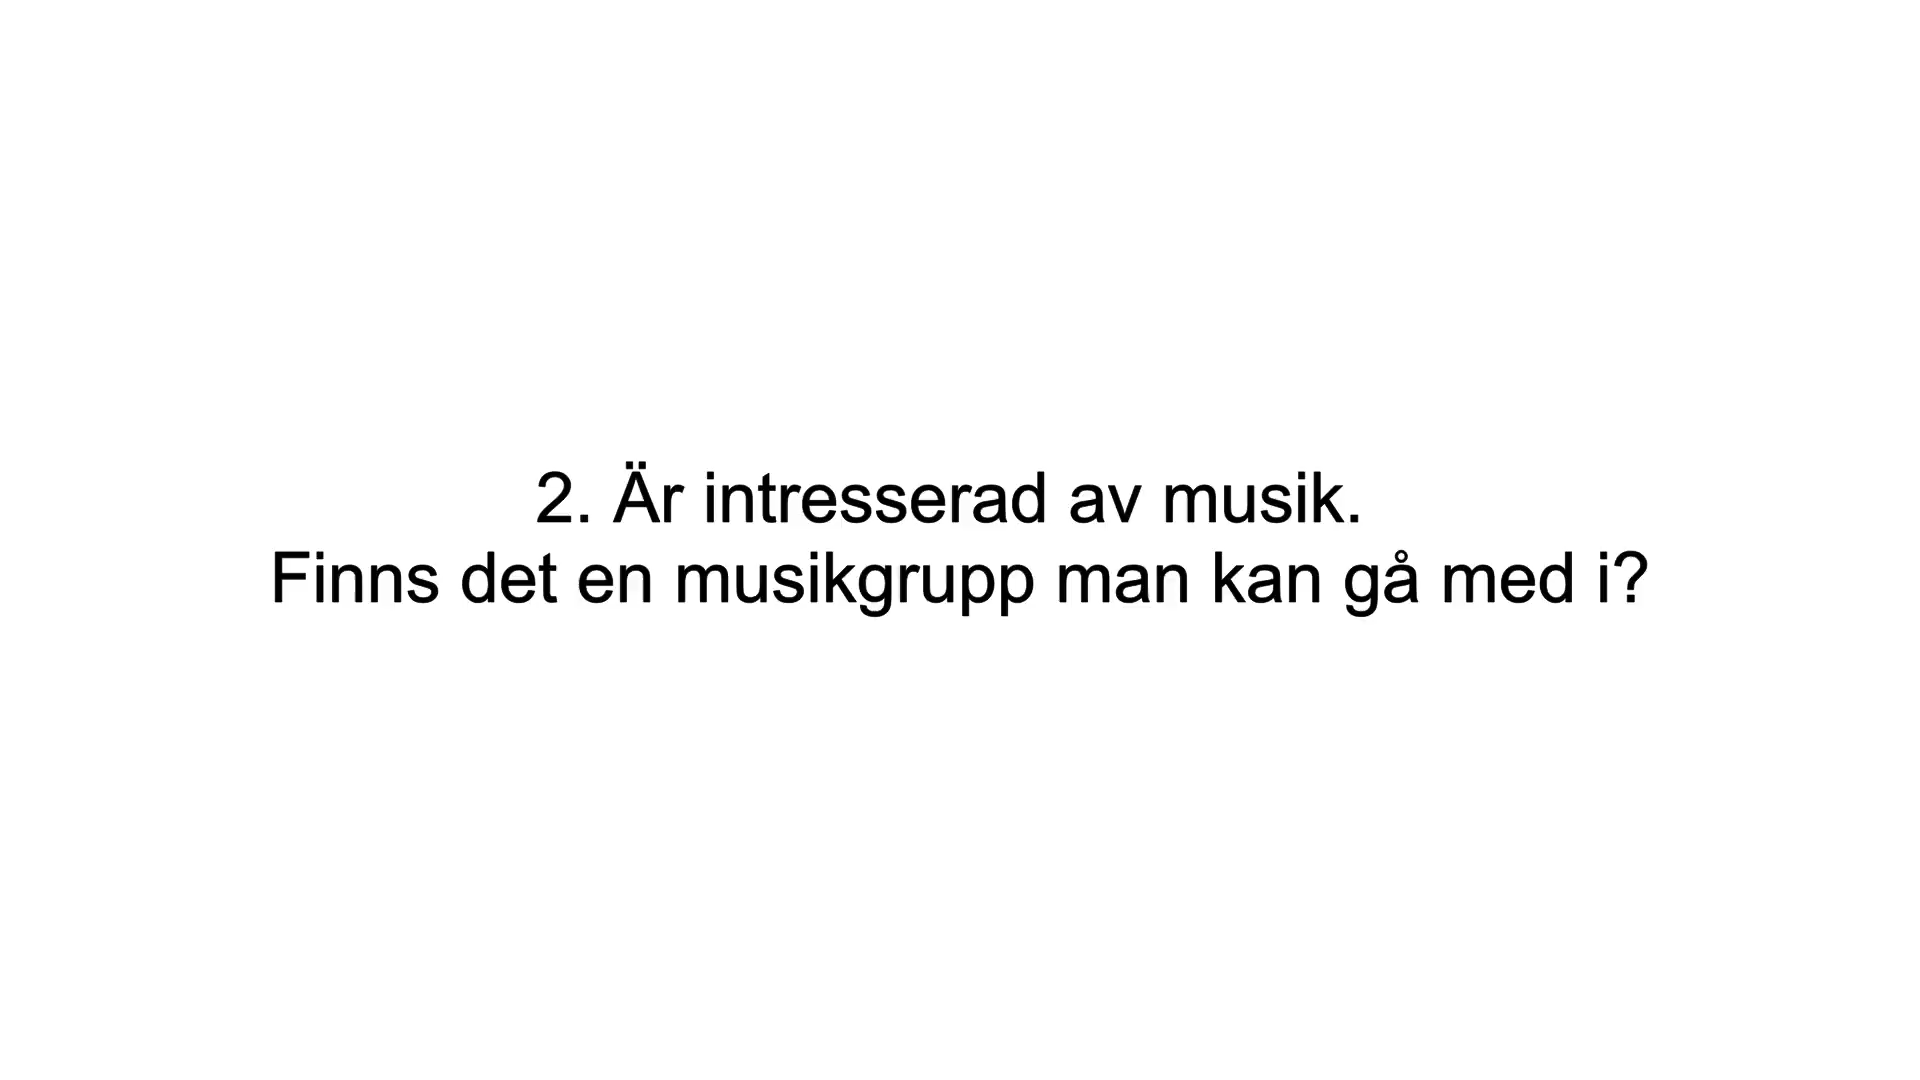 2. Är intresserad av musik.
Finns det en musikgrupp man kan gå med i?